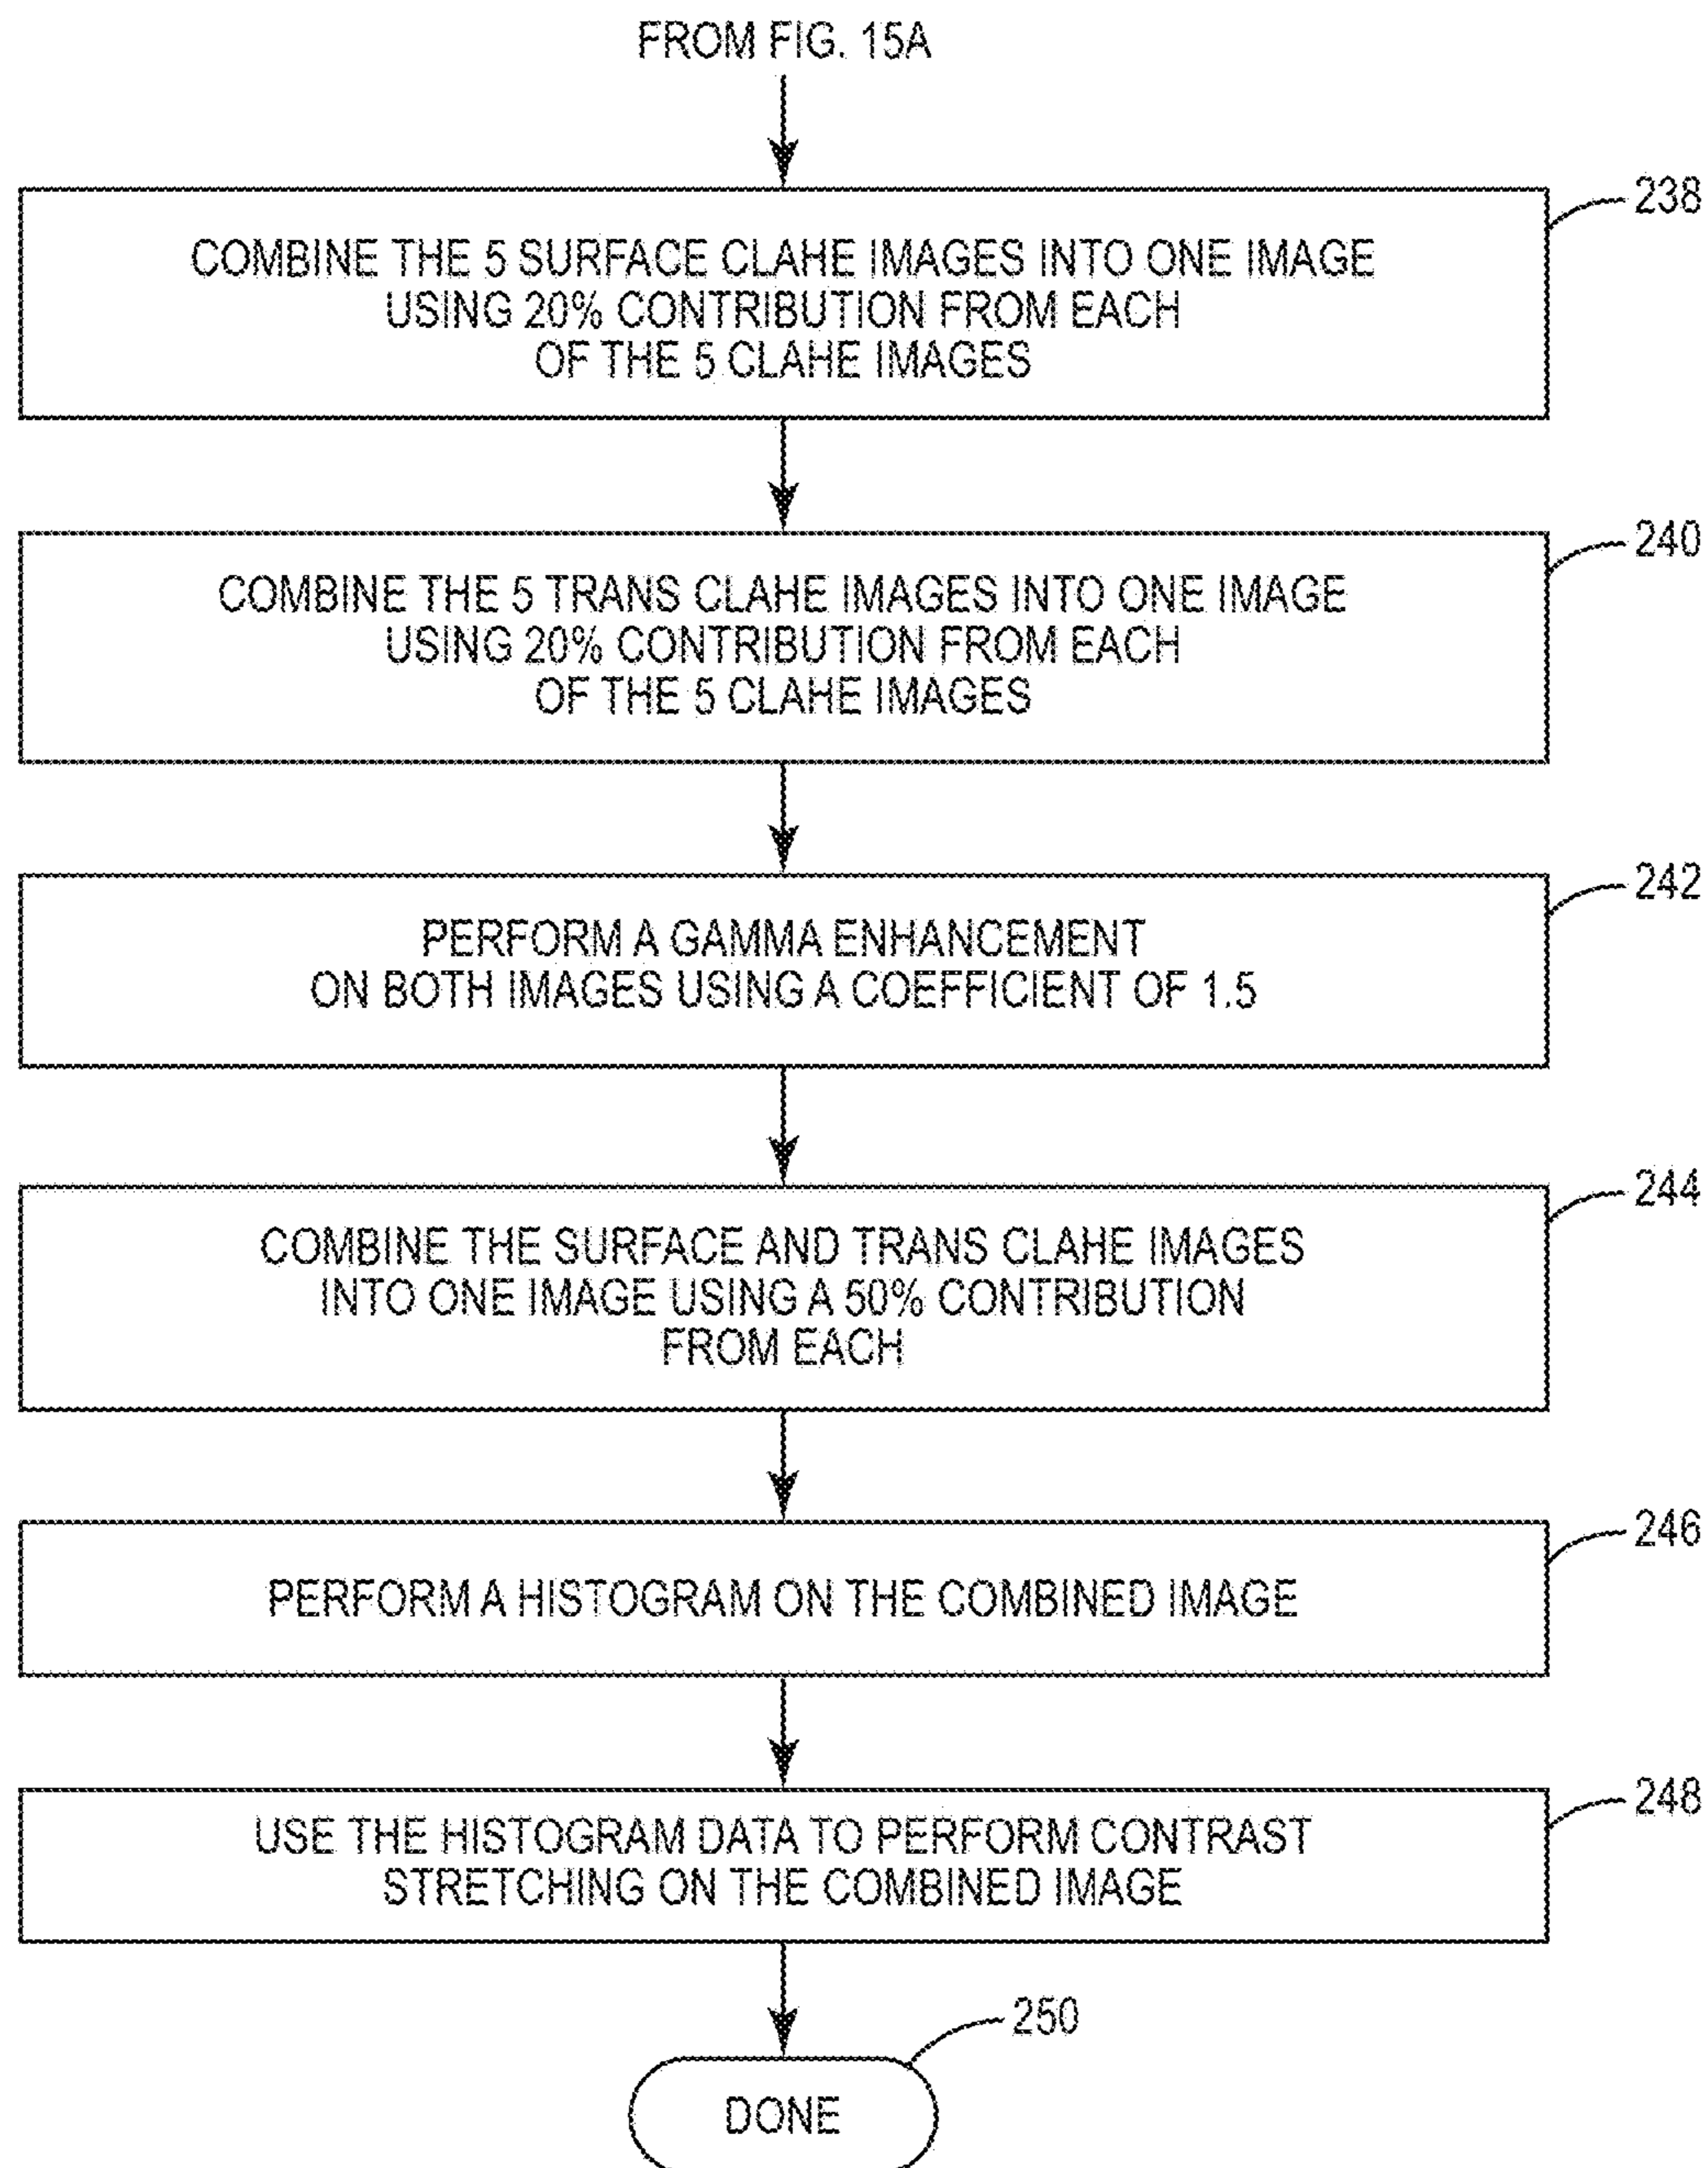 FROM FIG. 15A
238
COMBINE THE 5 SURFACE CLAHE IMAGES INTO ONE IMAGE
USING 20% CONTRIBUTION FROM EACH
OF THE 5 CLAHE IMAGES
240
COMBINE THE 5 TRANS CLAHE IMAGES INTO ONE IMAGE
USING 20% CONTRIBUTION FROM EACH
OF THE 5 CLAHE IMAGES
242
PERFORM A GAMMA ENHANCEMENT
ON BOTH IMAGES USING A COEFFICIENT OF 1.5
244
COMBINE THE SURFACE AND TRANS CLAHE IMAGES
INTO ONE IMAGE USING A 50% CONTRIBUTION
FROM EACH
246
PERFORM A HISTOGRAM ON THE COMBINED IMAGE
248
USE THE HISTOGRAM DATA TO PERFORM CONTRAST
STRETCHING ON THE COMBINED IMAGE
250
DONE